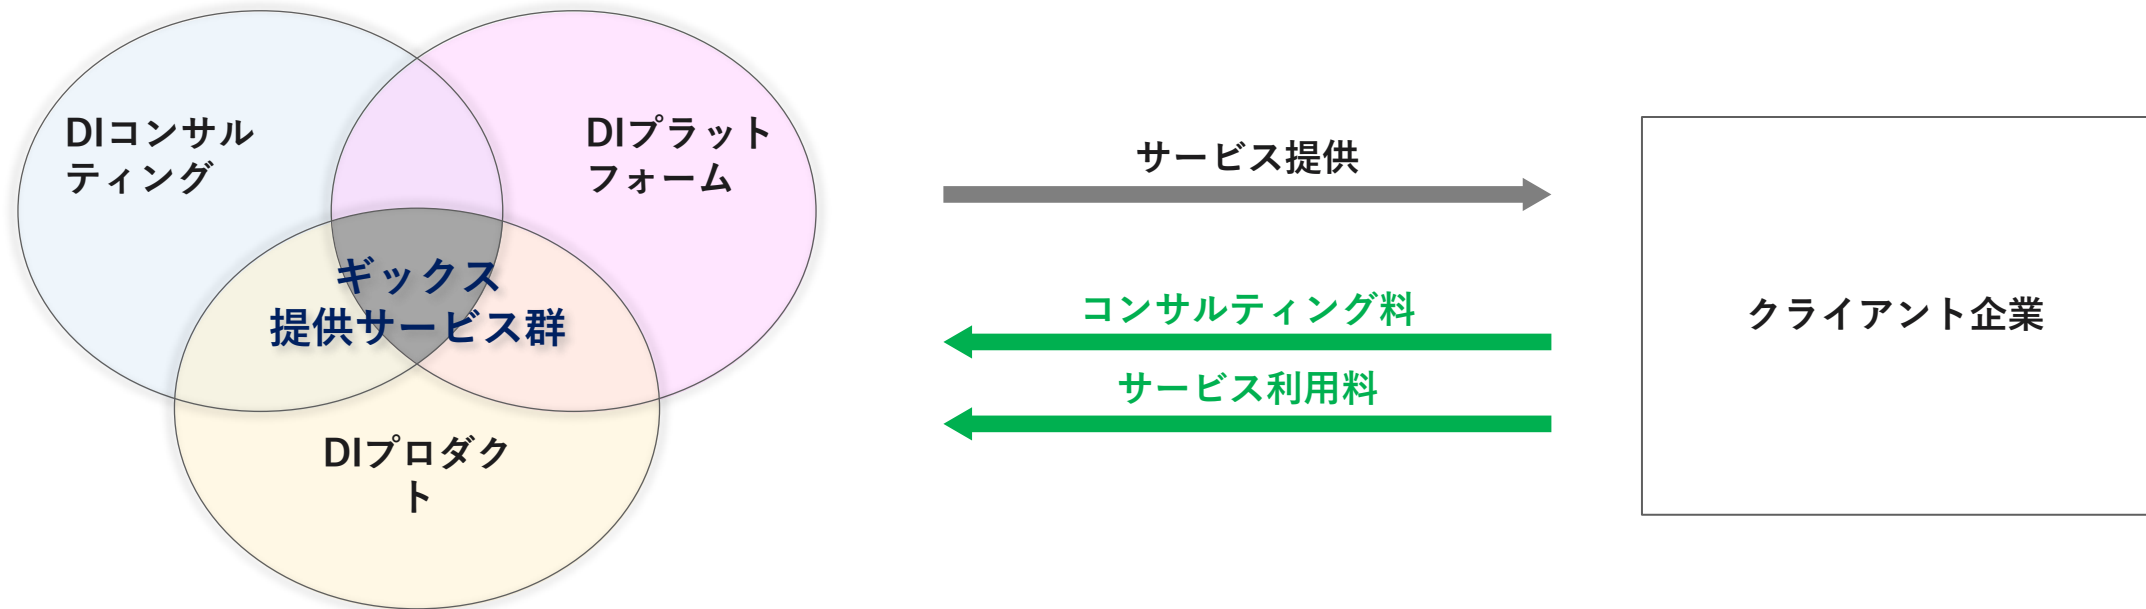 DIコンサル
ティング
DIプラット
フォーム
ギックス
提供サービス群
DIプロダク
ト
サービス提供
コンサルティング料
サービス利用料
クライアント企業